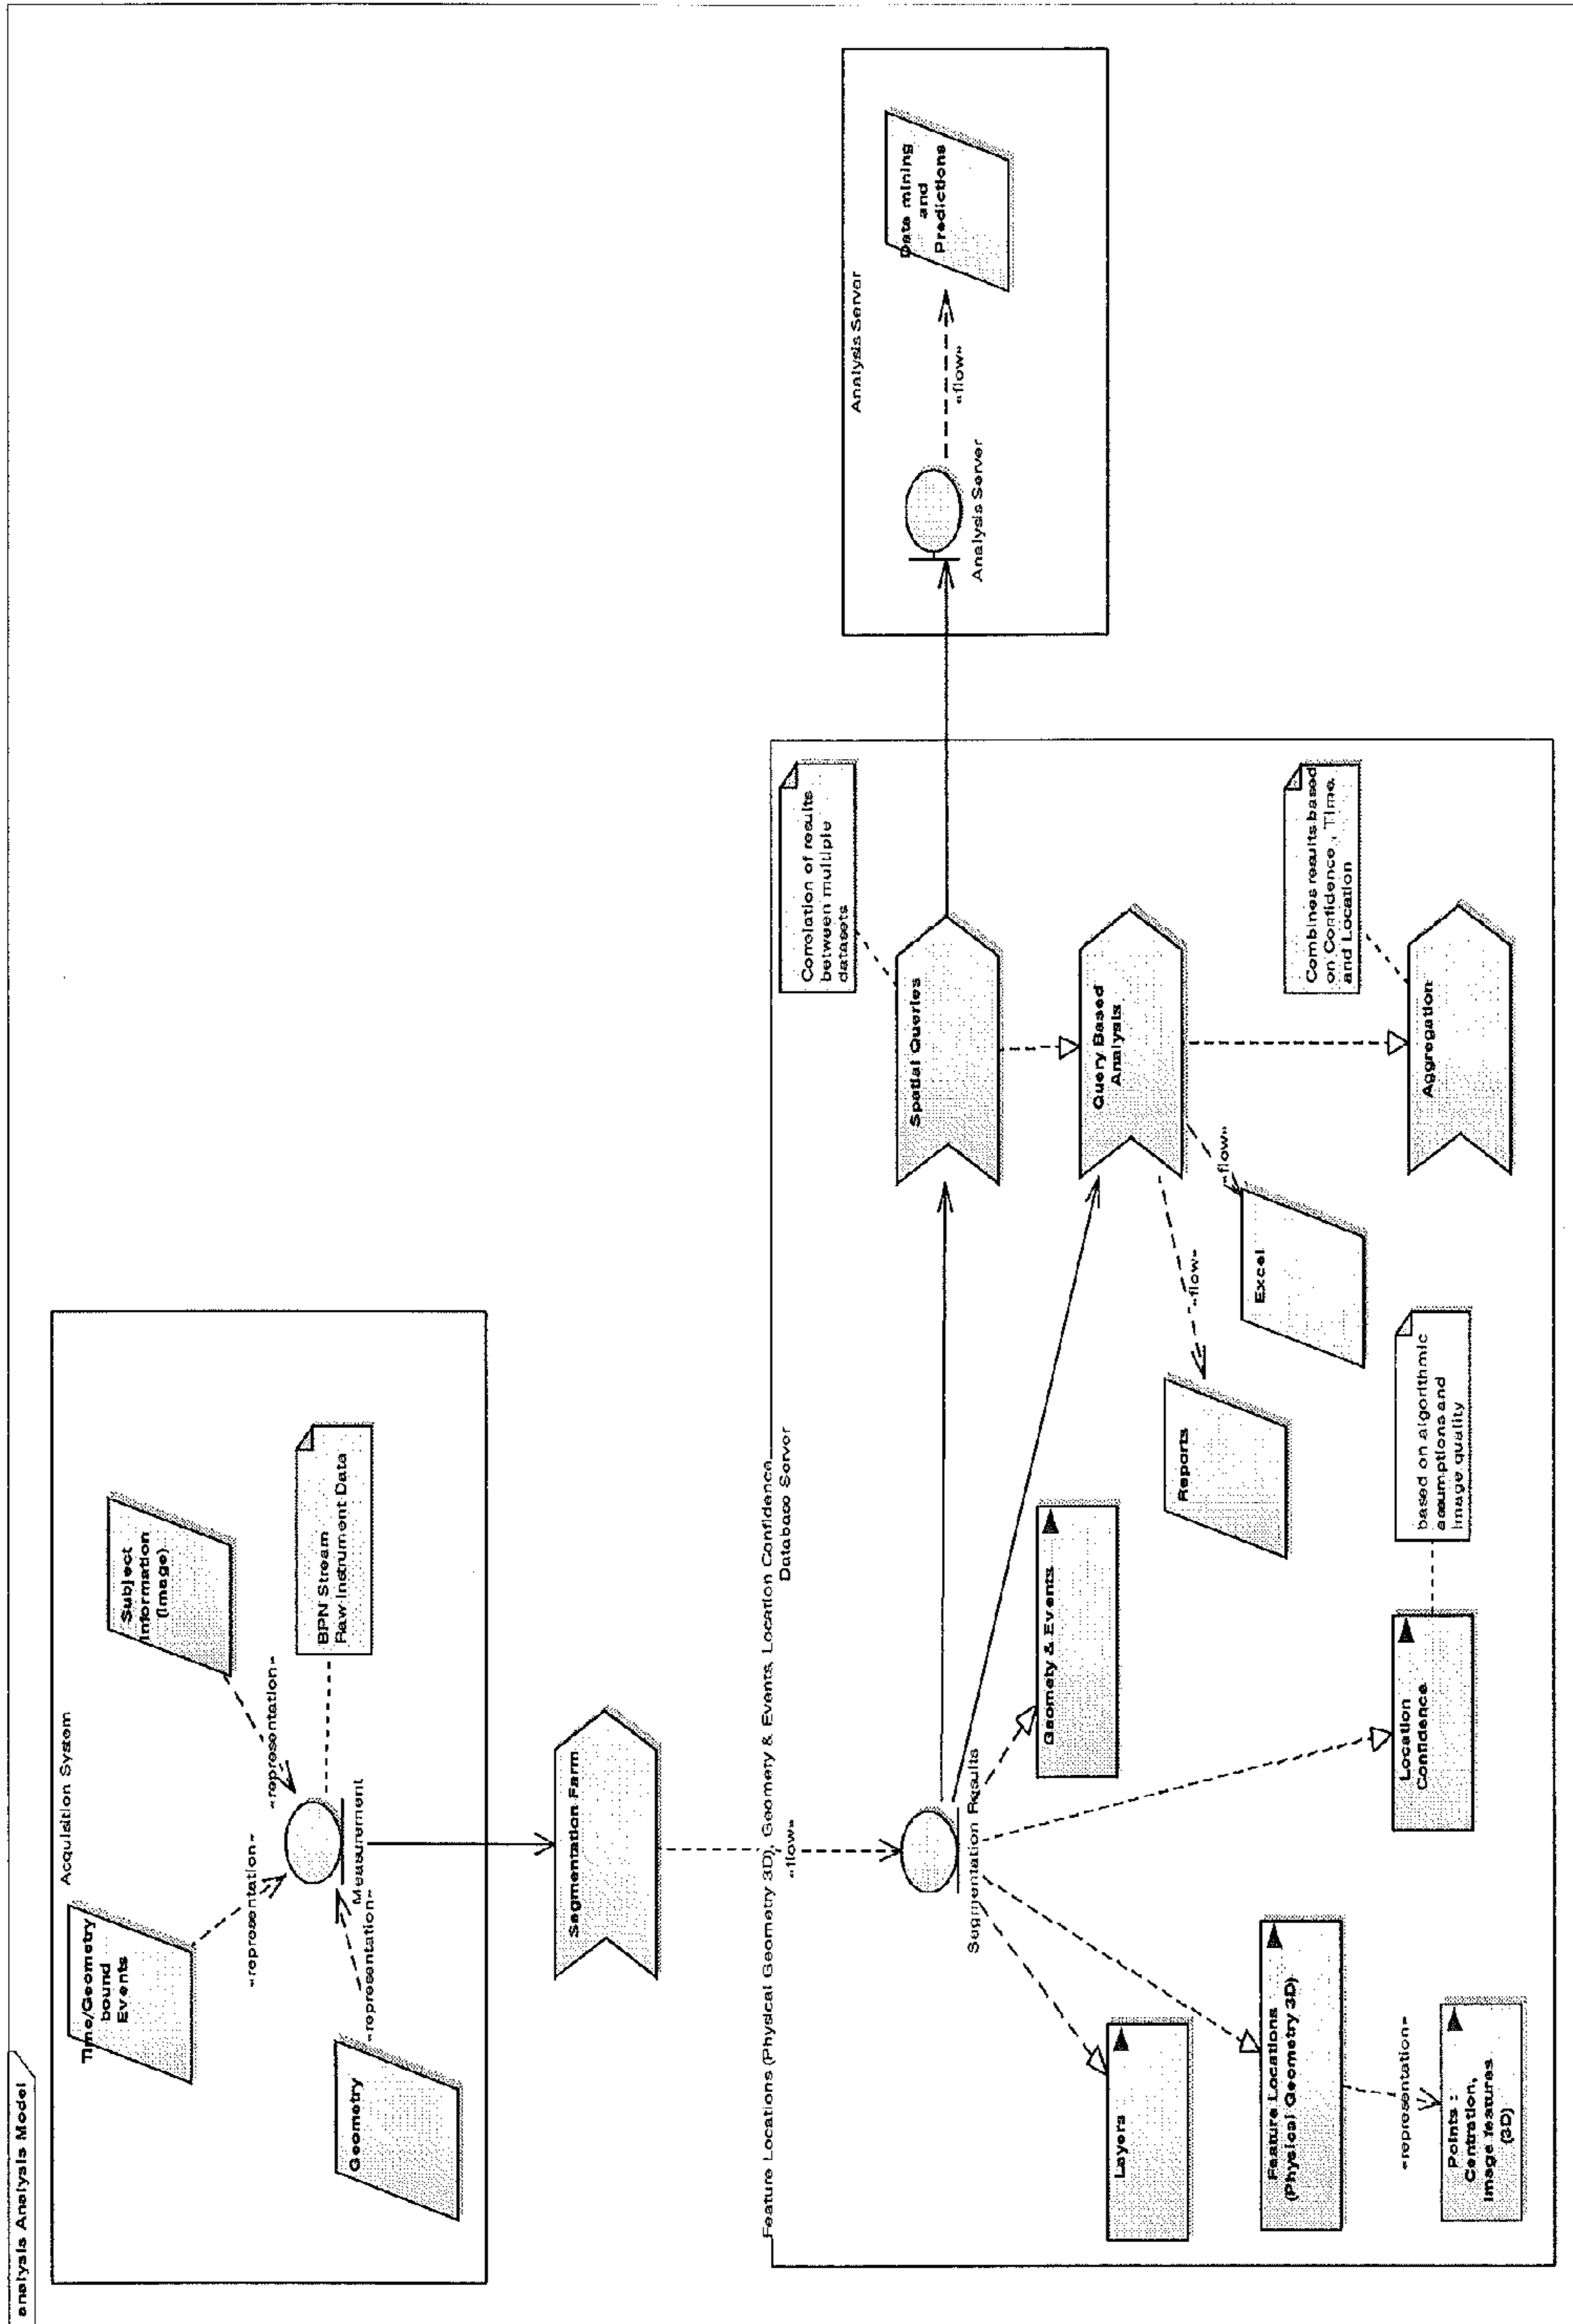 analysis Analysis Model
Acquisition System
Time/Geometry
bound
Events
Subject
Information
(Image)
«representation»
«representation»
BPN Stream
Raw Instrument Data
Measurement
«representation»
Geometry
Segmentation Farm
Feature Locations (Physical Geometry 3D), Geometry & Events, Location Confidence
«flow»
Database Server
Segmentation Results
Layers
Feature Locations
(Physical Geometry 3D)
«representation»
Points :
Centration,
Image features
(3D)
Geomety & Events
Location
Confidence
based on algorithmic
assumptions and
image quality
Reports
«flow»
Excel
«flow»
Spatial Queries
Correlation of results
between multiple
datasets
Query Based
Analysis
Aggregation
Combines results based
on Confidence , Time
and Location
Analysis Server
Analysis Server
«flow»
Data mining
and
Predictions